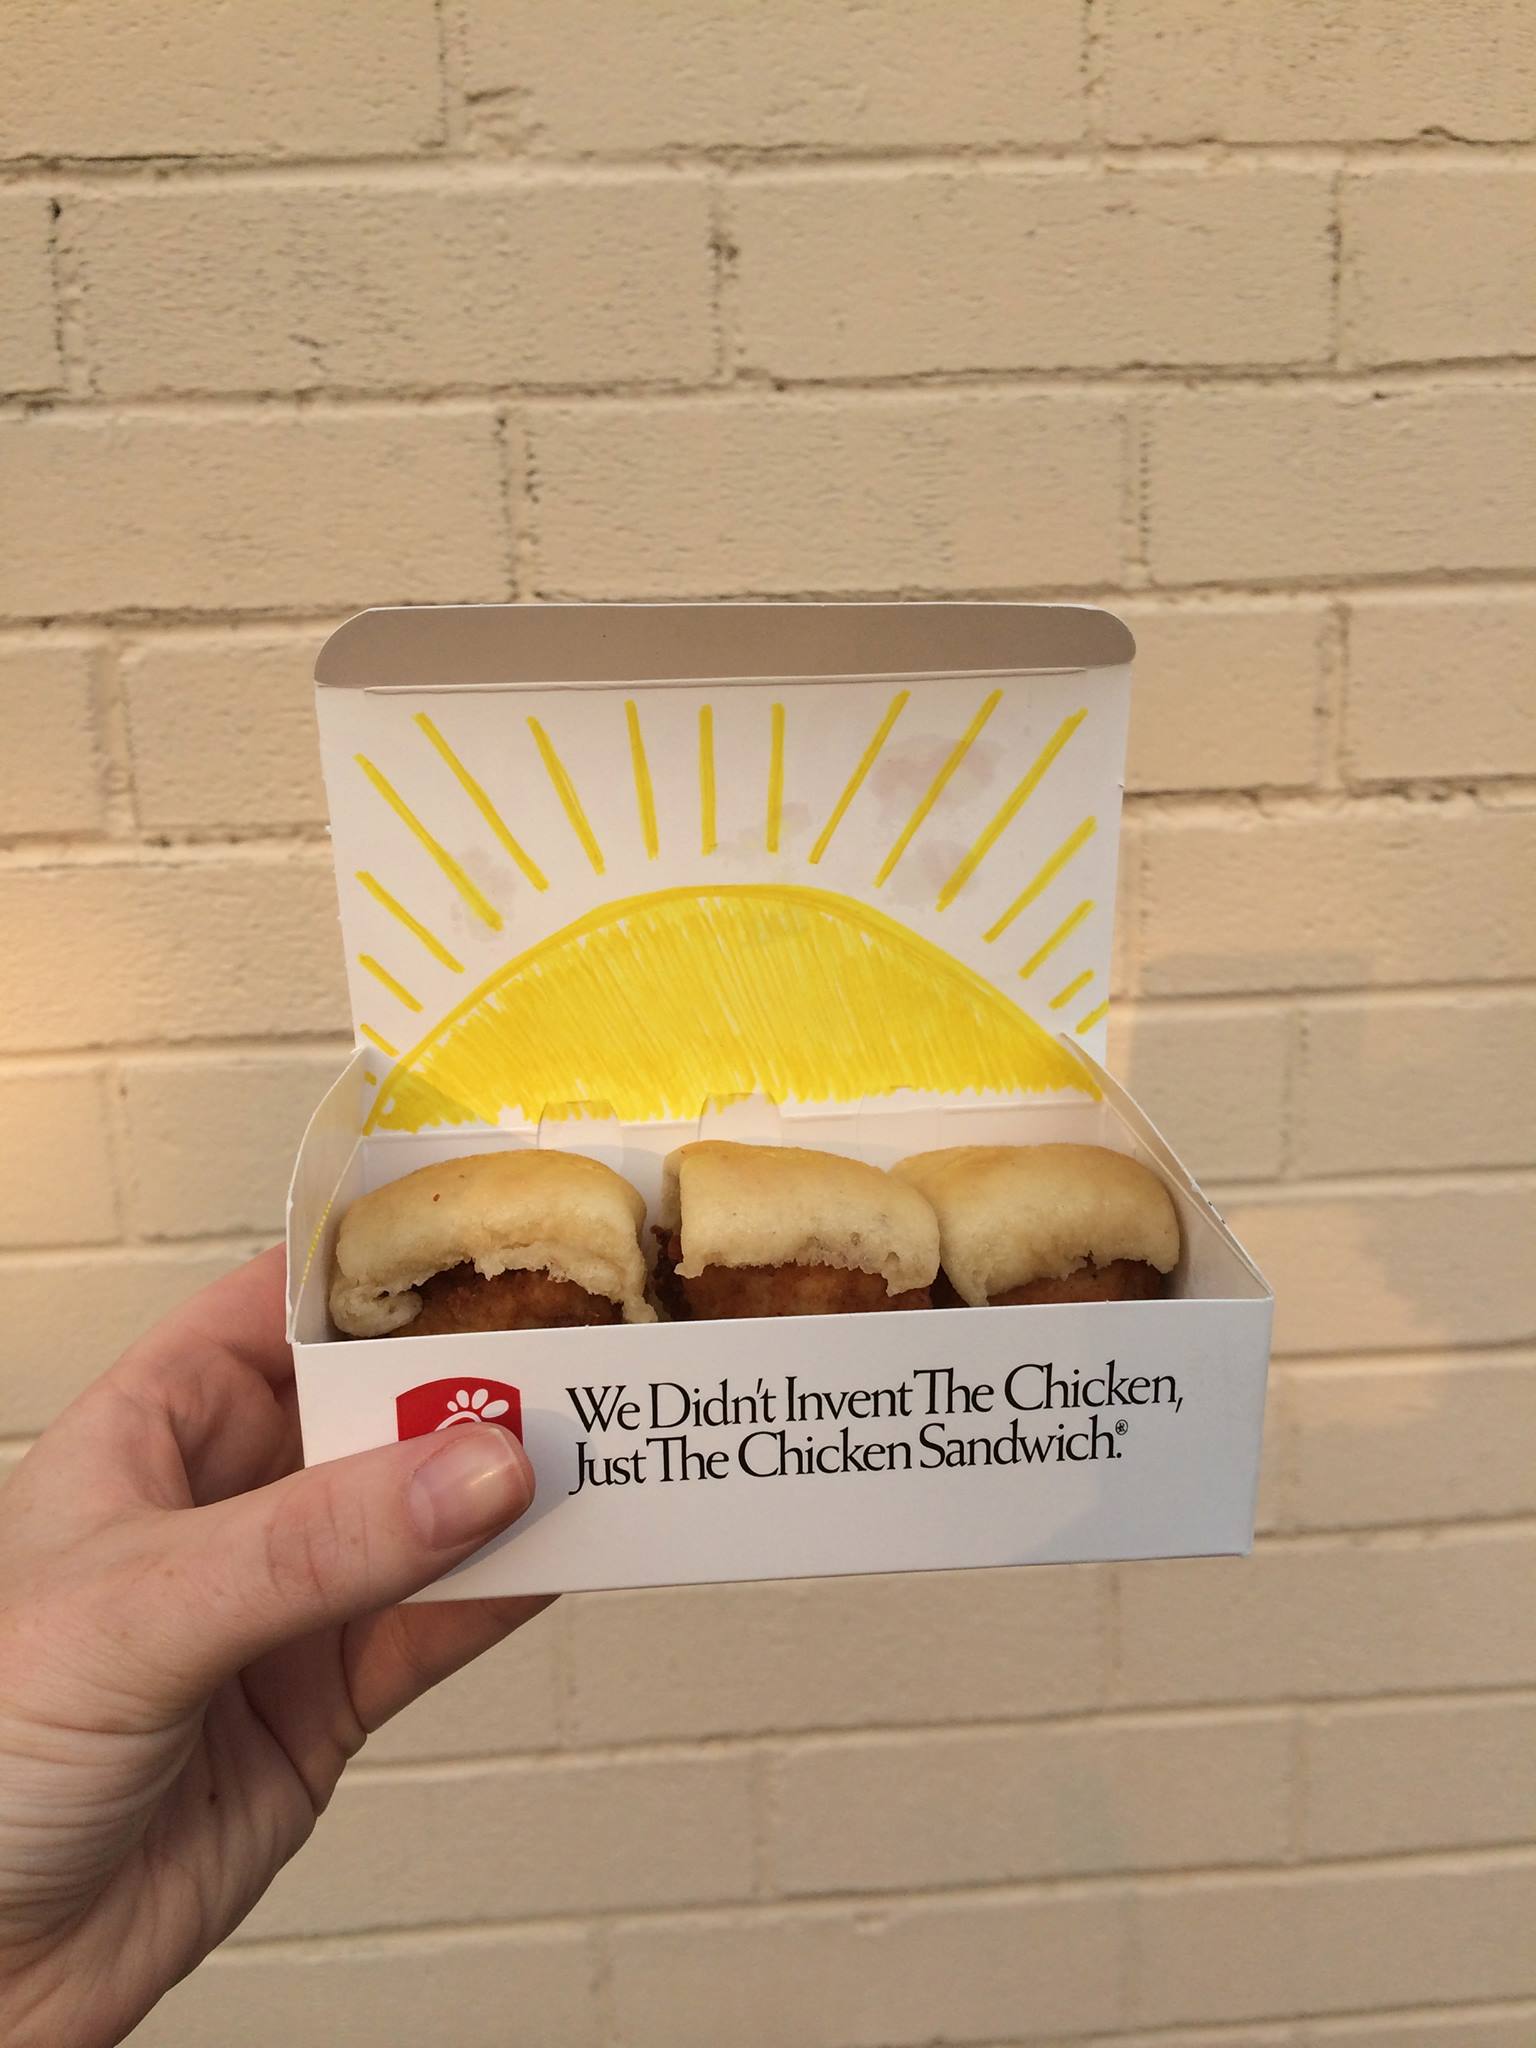 We Didn't Invent The Chicken,
Just The Chicken Sandwich.®